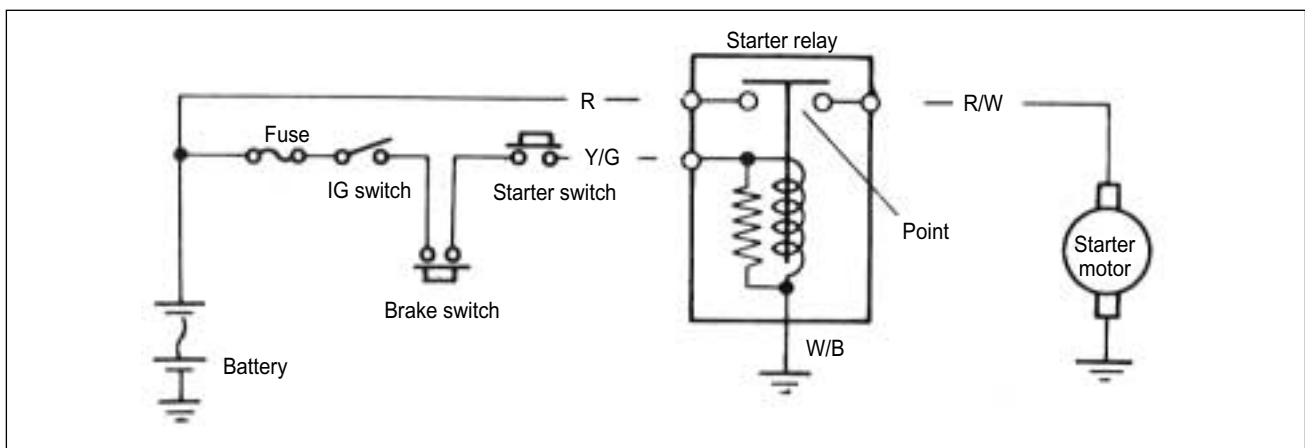 Starter relay
R
R/W
Fuse
IG switch
Starter switch
Y/G
Point
Starter
motor
Brake switch
W/B
Battery